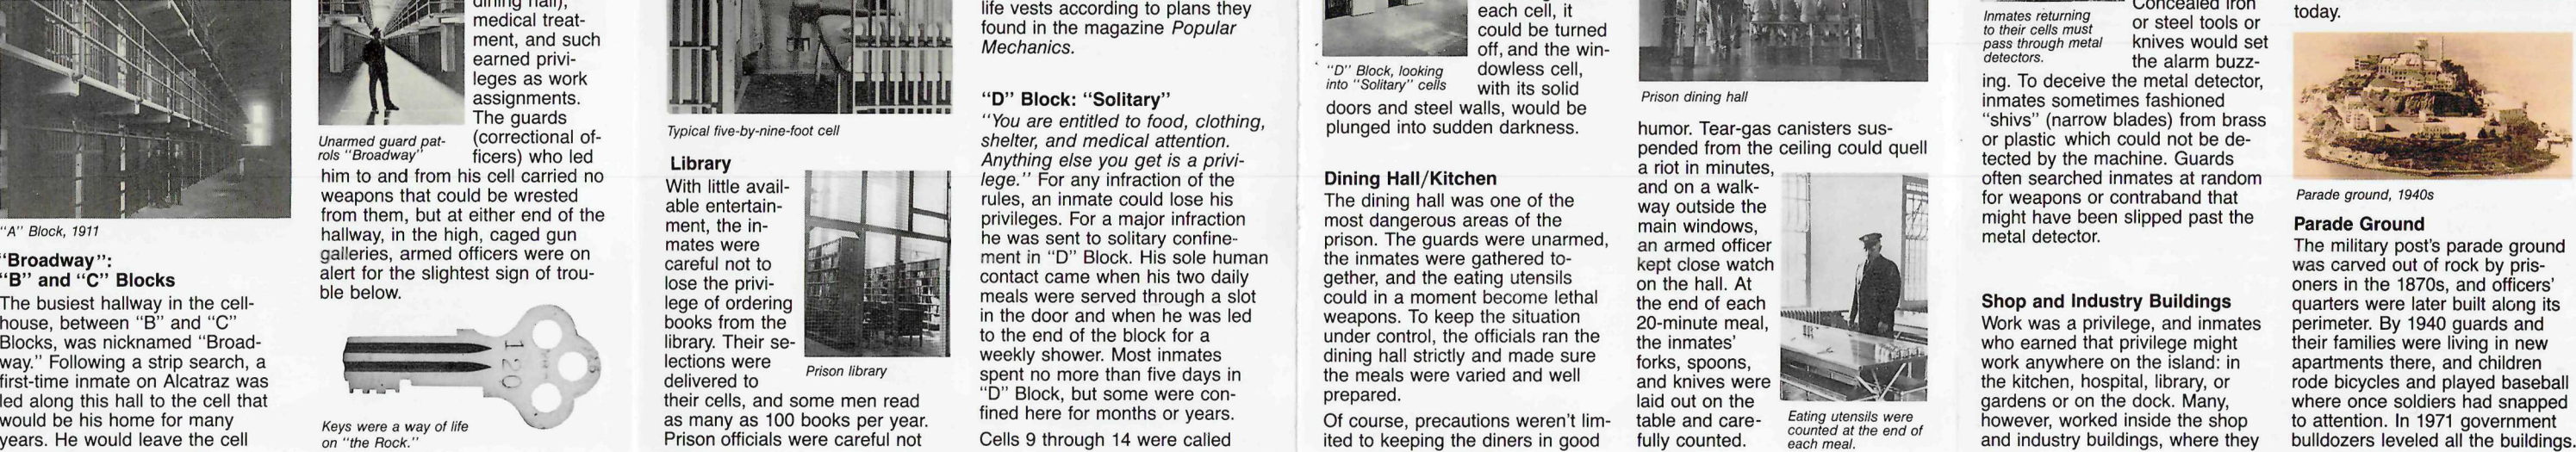 "A" Block, 1911
"Broadway":
"B" and "C" Blocks
The busiest hallway in the cell-
house, between "B" and "C"
Blocks, was nicknamed "Broad-
way." Following a strip search, a
first-time inmate on Alcatraz was
led along this hall to the cell that
would be his home for many
years. He would leave the cell
dining hall),
medical treat-
ment, and such
earned privi-
leges as work
assignments.
The guards
(correctional of-
ficers) who led
Unarmed guard pat-
rols "Broadway"
him to and from his cell carried no
weapons that could be wrested
from them, but at either end of the
hallway, in the high, caged gun
galleries, armed officers were on
alert for the slightest sign of trou-
ble below.
120
Keys were a way of life
on "the Rock."
Typical five-by-nine-foot cell
Library
With little avail-
able entertain-
ment, the in-
mates were
careful not to
lose the privi-
lege of ordering
books from the
library. Their se-
lections were
delivered to
Prison library
their cells, and some men read
as many as 100 books per year.
Prison officials were careful not
life vests according to plans they
found in the magazine Popular
Mechanics.
"D" Block: "Solitary"
"You are entitled to food, clothing,
shelter, and medical attention.
Anything else you get is a privi-
lege." For any infraction of the
rules, an inmate could lose his
privileges. For a major infraction
he was sent to solitary confine-
ment in "D" Block. His sole human
contact came when his two daily
meals were served through a slot
in the door and when he was led
to the end of the block for a
weekly shower. Most inmates
spent no more than five days in
"D" Block, but some were con-
fined here for months or years.
Cells 9 through 14 were called
each cell, it
could be turned
off, and the win-
dowless cell,
with its solid
"D" Block, looking
into "Solitary" cells
doors and steel walls, would be
plunged into sudden darkness.
Dining Hall/Kitchen
The dining hall was one of the
most dangerous areas of the
prison. The guards were unarmed,
the inmates were gathered to-
gether, and the eating utensils
could in a moment become lethal
weapons. To keep the situation
under control, the officials ran the
dining hall strictly and made sure
the meals were varied and well
prepared.
Of course, precautions weren't lim-
ited to keeping the diners in good
Prison dining hall
humor. Tear-gas canisters sus-
pended from the ceiling could quell
a riot in minutes,
and on a walk-
way outside the
main windows,
an armed officer
kept close watch
on the hall. At
the end of each
20-minute meal,
the inmates'
forks, spoons,
and knives were
laid out on the
table and care-
fully counted.
Eating utensils were
counted at the end of
each meal.
Inmates returning
to their cells must
pass through metal
detectors.
Concealed iron
or steel tools or
knives would set
the alarm buzz-
ing. To deceive the metal detector,
inmates sometimes fashioned
"shivs" (narrow blades) from brass
or plastic which could not be de-
tected by the machine. Guards
often searched inmates at random
for weapons or contraband that
might have been slipped past the
metal detector.
Shop and Industry Buildings
Work was a privilege, and inmates
who earned that privilege might
work anywhere on the island: in
the kitchen, hospital, library, or
gardens or on the dock. Many,
however, worked inside the shop
and industry buildings, where they
today.
Parade ground, 1940s
Parade Ground
The military post's parade ground
was carved out of rock by pris-
oners in the 1870s, and officers'
quarters were later built along its
perimeter. By 1940 guards and
their families were living in new
apartments there, and children
rode bicycles and played baseball
where once soldiers had snapped
to attention. In 1971 government
bulldozers leveled all the buildings.